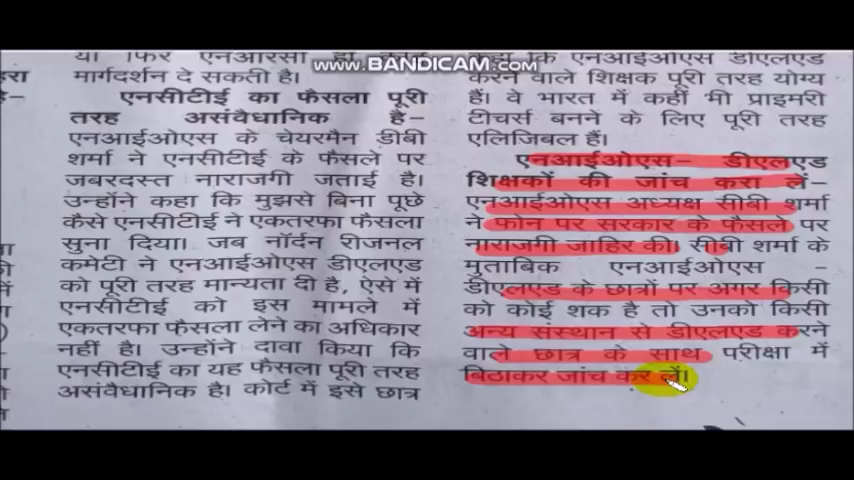 www.BANDICAM.com
या फिर एनआरसी
मार्गदर्शन दे सकती है।
एनसीटीई का फैसला पूरी
तरह असंवैधानिक है-
एनआईओएस के चेयरमैन डीबी
शर्मा ने एनसीटीई के फैसले पर
जबरदस्त नाराजगी जताई है।
उन्होंने कहा कि मुझसे बिना पूछे
कैसे एनसीटीई ने एकतरफा फैसला
सुना दिया। जब नॉर्दन रीजनल
कमेटी ने एनआईओएस डीएलएड
को पूरी तरह मान्यता दी है, ऐसे में
एनसीटीई को इस मामले में
एकतरफा फैसला लेने का अधिकार
नहीं है। उन्होंने दावा किया कि
एनसीटीई का यह फैसला पूरी तरह
असंवैधानिक है। कोर्ट में इसे छात्र
कहा कि एनआईओएस डीएलएड
करने वाले शिक्षक पूरी तरह योग्य
हैं। वे भारत में कहीं भी प्राइमरी
टीचर्स बनने के लिए पूरी तरह
एलिजिबल हैं।
एनआईओएस- डीएलएड
शिक्षकों की जांच करा लें-
एनआईओएस अध्यक्ष सीबी शर्मा
ने फोन पर सरकार के फैसले पर
नाराजगी जाहिर की। सीबी शर्मा के
मुताबिक एनआईओएस -
डीएलएड के छात्रों पर अगर किसी
को कोई शक है तो उनको किसी
अन्य संस्थान से डीएलएड करने
वाले छात्र के साथ परीक्षा में
बिठाकर जांच कर लें।